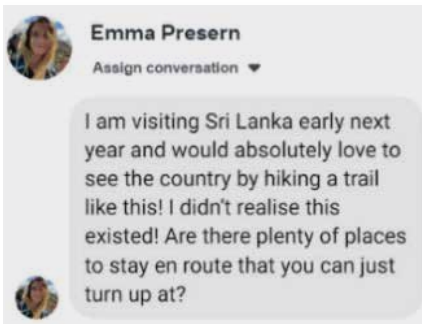 Emma Presern
Assign conversation
I am visiting Sri Lanka early next
year and would absolutely love to
see the country by hiking a trail
like this! I didn't realise this
existed! Are there plenty of places
to stay en route that you can just
turn up at?